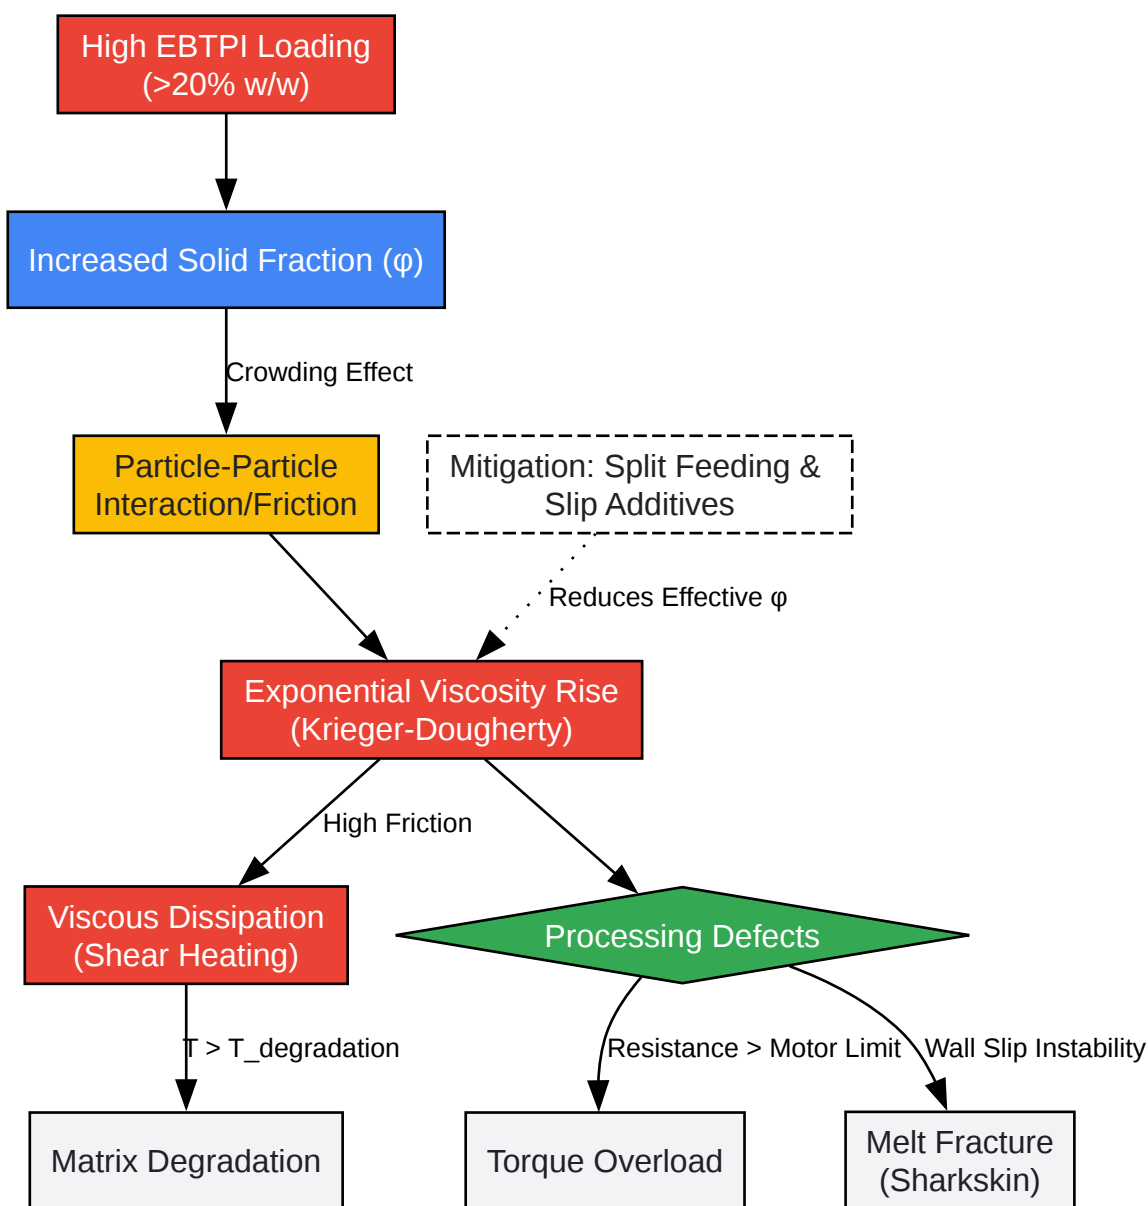 High EBTPI Loading
(>20% w/w)
Increased Solid Fraction (φ)
Crowding Effect
Particle-Particle
Interaction/Friction
Mitigation: Split Feeding &
Slip Additives
Reduces Effective φ
Exponential Viscosity Rise
(Krieger-Dougherty)
High Friction
Viscous Dissipation
(Shear Heating)
Processing Defects
T > T_degradation
Resistance > Motor Limit
Wall Slip Instability
Matrix Degradation
Torque Overload
Melt Fracture
(Sharkskin)